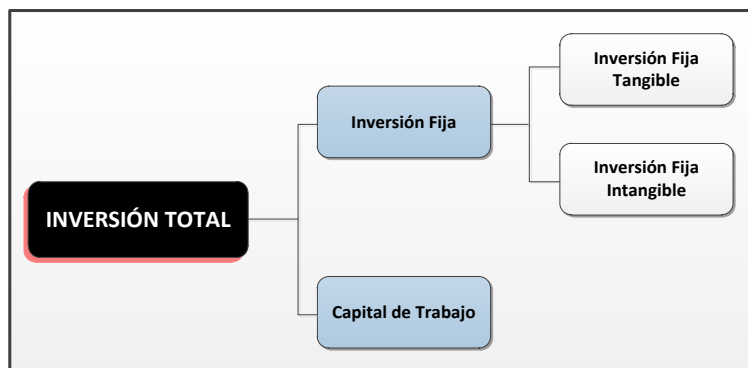 Inversión Fija
Tangible
Inversión Fija
Inversión Fija
Intangible
INVERSIÓN TOTAL
Capital de Trabajo